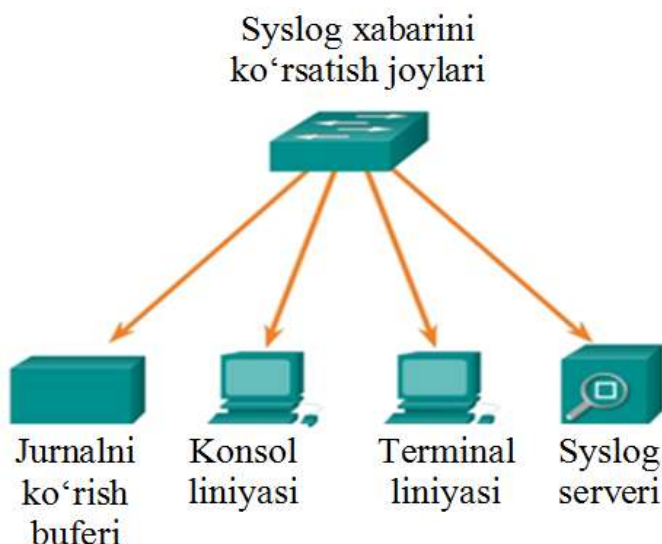 Syslog xabarini
ko‘rsatish joylari
Jurnalni
ko‘rish
buferi
Konsol
liniyasi
Terminal
liniyasi
Syslog
serveri